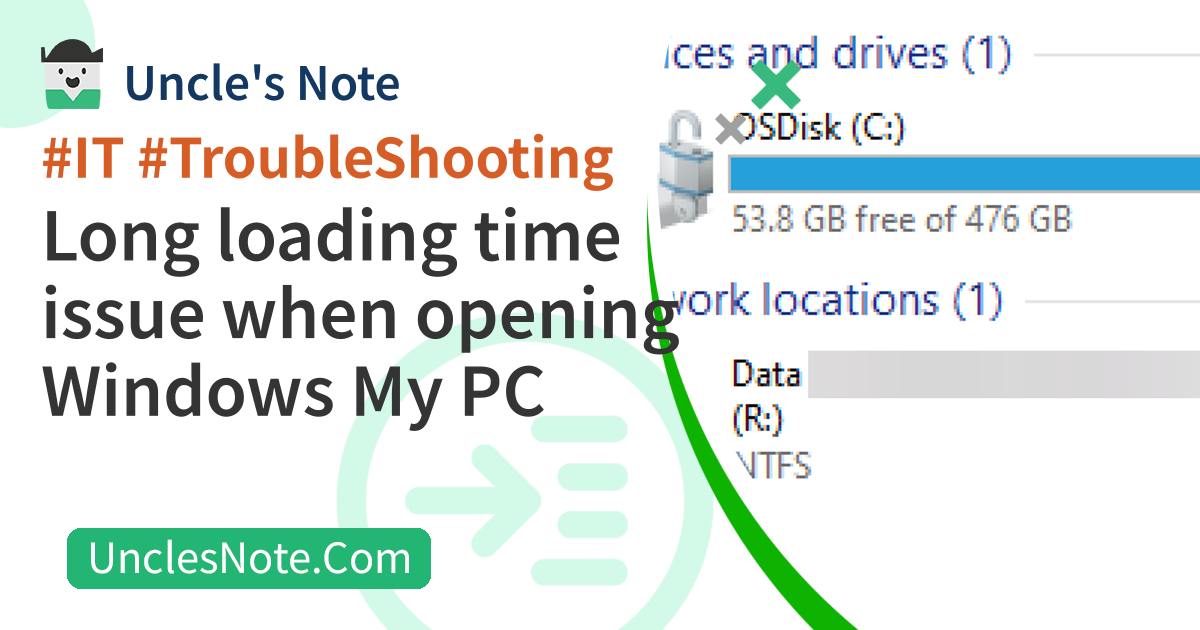 Uncle's Note
#IT #TroubleShooting
Long loading time
issue when opening
Windows My PC
UnclesNote.Com
ices and drives (1)
OSDisk (C:)
53.8 GB free of 476 GB
work locations (1)
Data
(R:)
NTFS